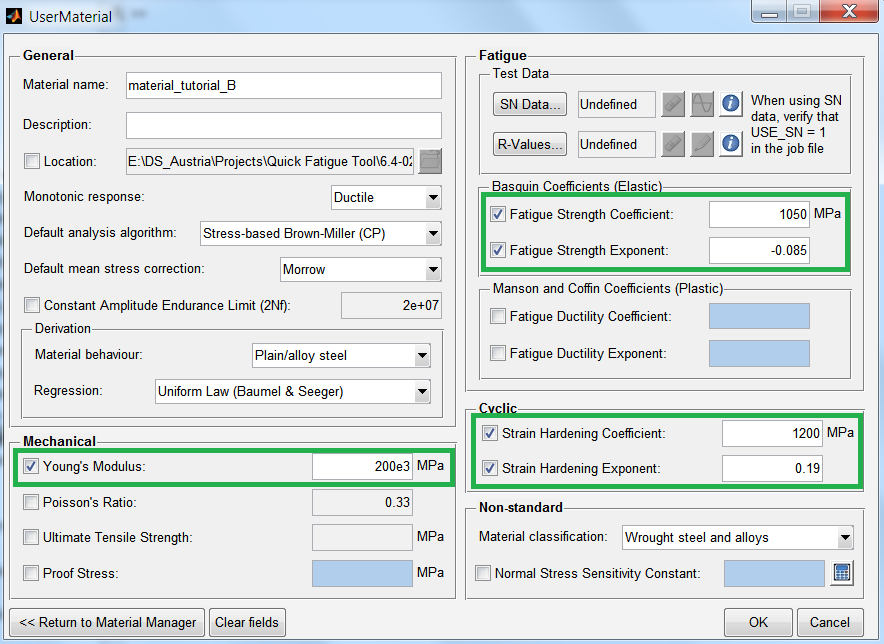 UserMaterial
General
Material name: material_tutorial_B
Description:
Location: E:\DS_Austria\Projects\Quick Fatigue Tool\6.4-02
Monotonic response: Ductile
Default analysis algorithm: Stress-based Brown-Miller (CP)
Default mean stress correction: Morrow
Constant Amplitude Endurance Limit (2Nf): 2e+07
Derivation
Material behaviour: Plain/alloy steel
Regression: Uniform Law (Baumel & Seeger)
Mechanical
Young's Modulus: 200e3 MPa
Poisson's Ratio: 0.33
Ultimate Tensile Strength: MPa
Proof Stress: MPa
<< Return to Material Manager Clear fields
Fatigue
Test Data
SN Data... Undefined
R-Values... Undefined
When using SN
data, verify that
USE_SN = 1
in the job file
Basquin Coefficients (Elastic)
Fatigue Strength Coefficient: 1050 MPa
Fatigue Strength Exponent: -0.085
Manson and Coffin Coefficients (Plastic)
Fatigue Ductility Coefficient:
Fatigue Ductility Exponent:
Cyclic
Strain Hardening Coefficient: 1200 MPa
Strain Hardening Exponent: 0.19
Non-standard
Material classification: Wrought steel and alloys
Normal Stress Sensitivity Constant:
OK Cancel